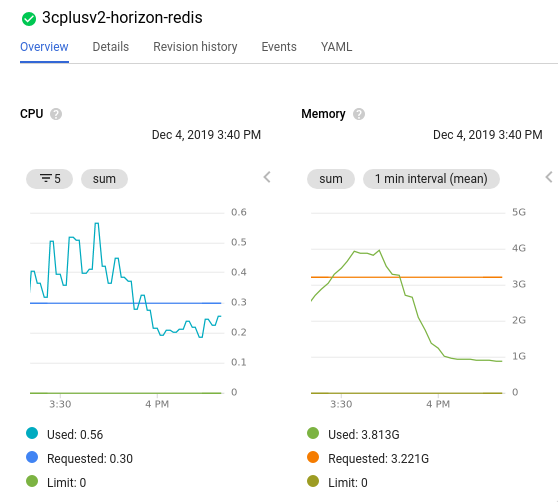 3cplusv2-horizon-redis
Overview Details Revision history Events YAML
CPU ?
Dec 4, 2019 3:40 PM
5 sum
0.6
0.5
0.4
0.3
0.2
0.1
0
3:30 4 PM
Used: 0.56
Requested: 0.30
Limit: 0
Memory ?
Dec 4, 2019 3:40 PM
sum 1 min interval (mean)
5G
4G
3G
2G
1G
0
3:30 4 PM
Used: 3.813G
Requested: 3.221G
Limit: 0